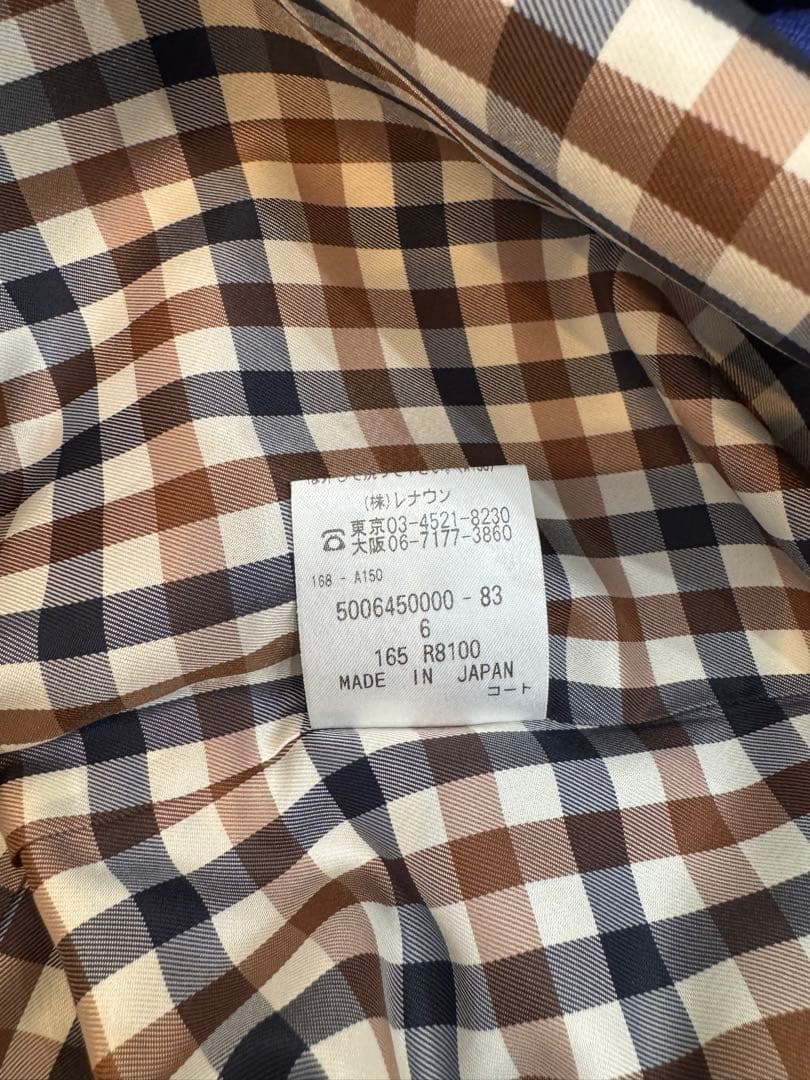 (株)レナウン
☎ 東京03-4521-8230
大阪06-7177-3860
168 - A150
5006450000 - 83
6
165 R8100
MADE IN JAPAN
コート